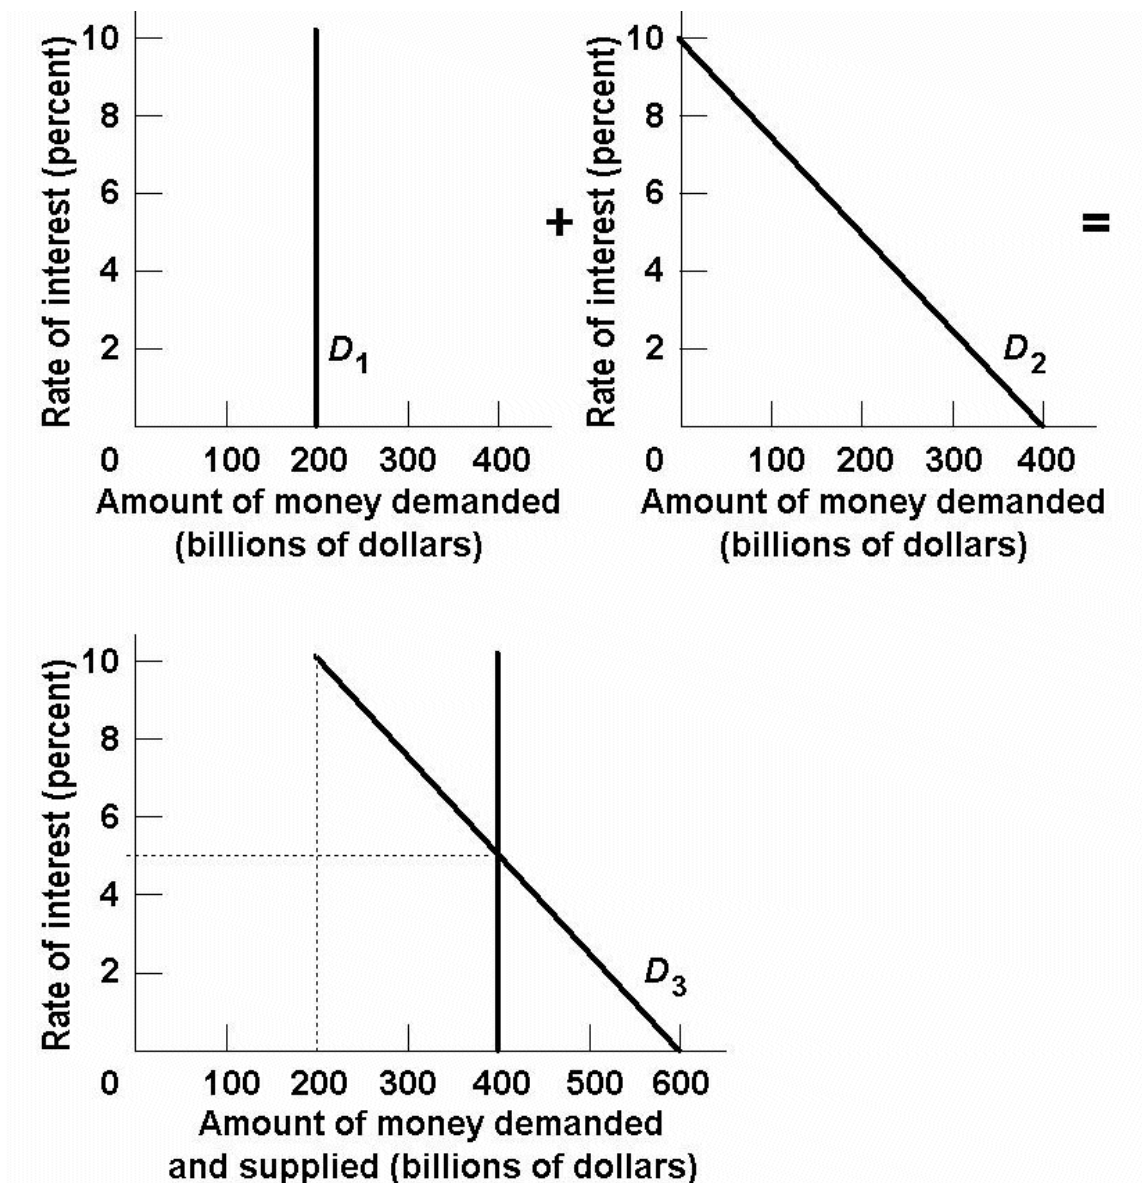 Rate of interest (percent)
10
8
6
4
2
D1
0
100
200
300
400
Amount of money demanded
(billions of dollars)
+
Rate of interest (percent)
10
8
6
4
2
D2
0
100
200
300
400
Amount of money demanded
(billions of dollars)
=
Rate of interest (percent)
10
8
6
4
2
D3
0
100
200
300
400
500
600
Amount of money demanded
and supplied (billions of dollars)